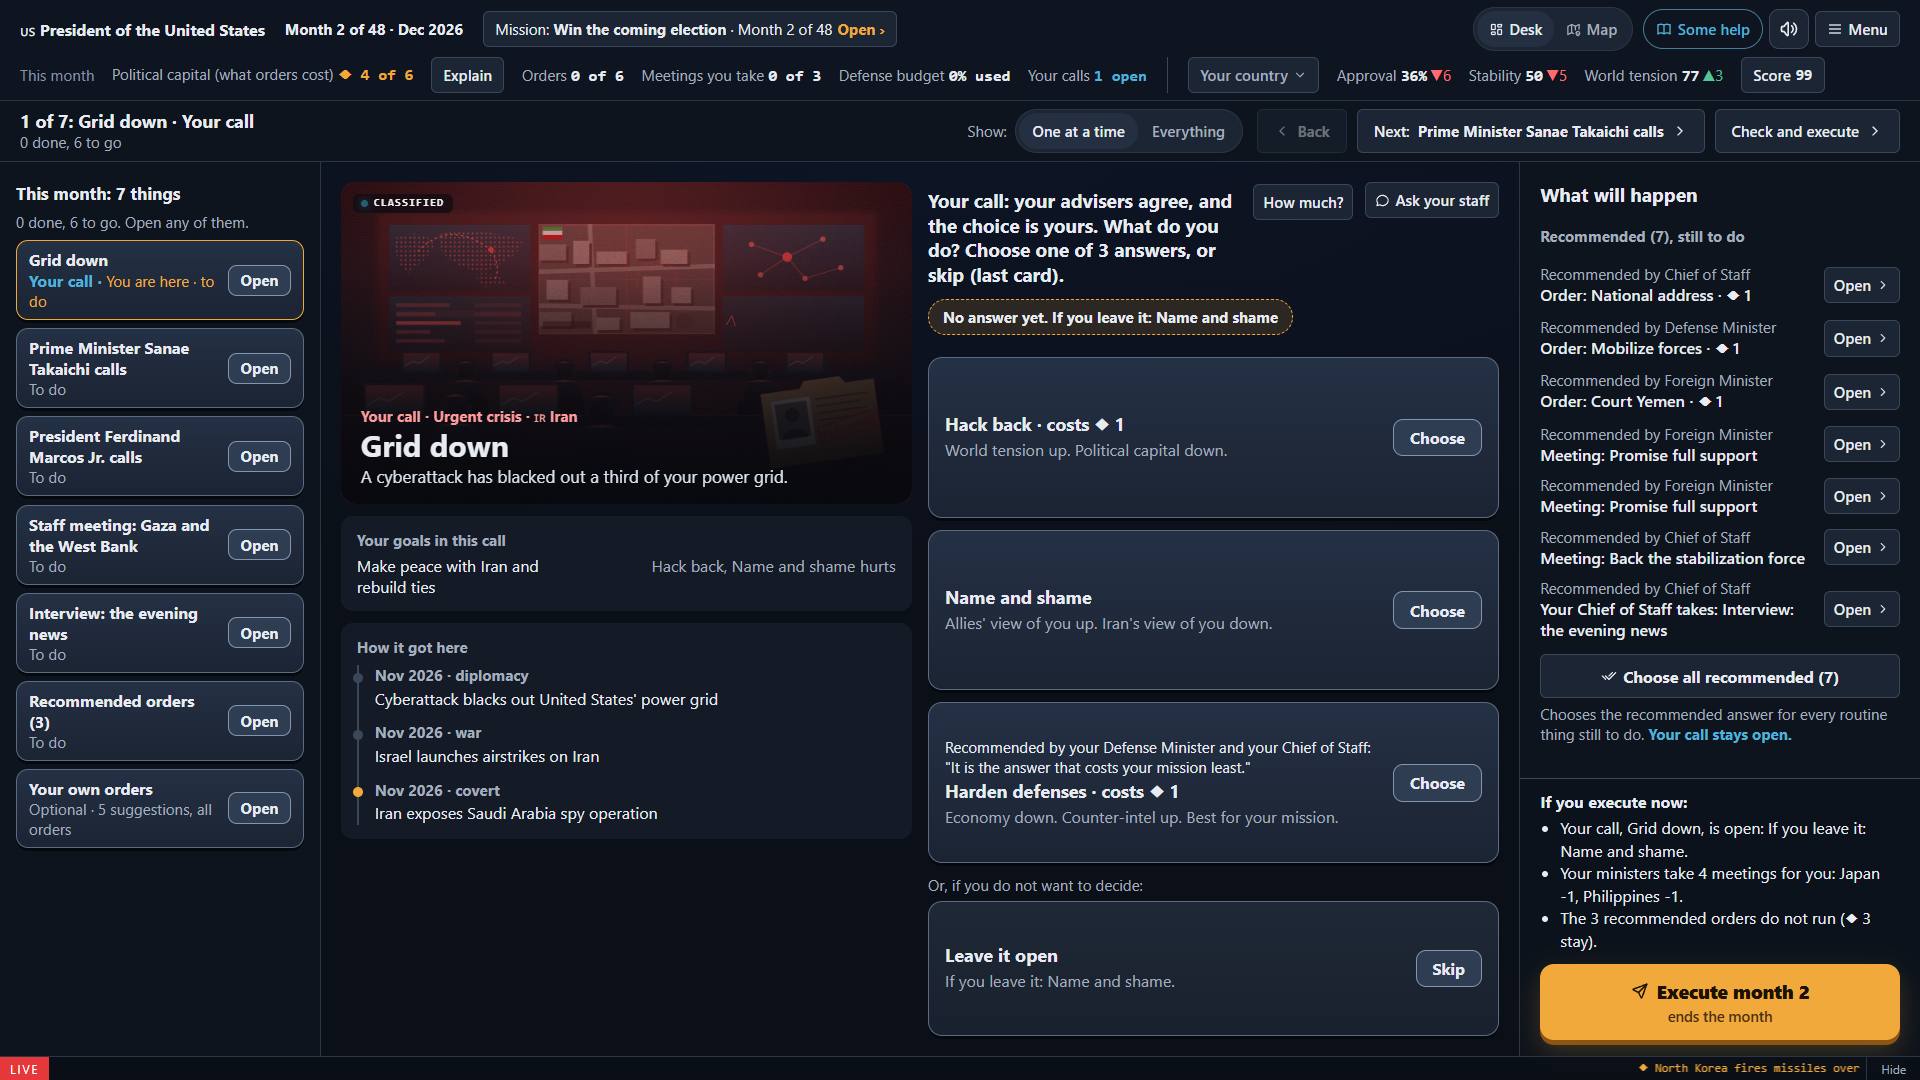 US President of the United States
Month 2 of 48 · Dec 2026
Mission: Win the coming election · Month 2 of 48 Open ›
Desk
Map
Some help
Menu
This month
Political capital (what orders cost) ◆ 4 of 6
Explain
Orders 0 of 6
Meetings you take 0 of 3
Defense budget 0% used
Your calls 1 open
Your country
Approval 36% ▼6
Stability 50 ▼5
World tension 77 ▲3
Score 99
1 of 7: Grid down · Your call
0 done, 6 to go
Show:
One at a time
Everything
Back
Next: Prime Minister Sanae Takaichi calls
Check and execute
This month: 7 things
0 done, 6 to go. Open any of them.
Grid down
Your call · You are here · to
do
Open
Prime Minister Sanae
Takaichi calls
To do
Open
President Ferdinand
Marcos Jr. calls
To do
Open
Staff meeting: Gaza and
the West Bank
To do
Open
Interview: the evening
news
To do
Open
Recommended orders
(3)
To do
Open
Your own orders
Optional · 5 suggestions, all
orders
Open
CLASSIFIED
Your call · Urgent crisis · IR Iran
Grid down
A cyberattack has blacked out a third of your power grid.
Your goals in this call
Make peace with Iran and
rebuild ties
Hack back, Name and shame hurts
How it got here
Nov 2026 · diplomacy
Cyberattack blacks out United States' power grid
Nov 2026 · war
Israel launches airstrikes on Iran
Nov 2026 · covert
Iran exposes Saudi Arabia spy operation
Your call: your advisers agree, and
the choice is yours. What do you
do? Choose one of 3 answers, or
skip (last card).
How much?
Ask your staff
No answer yet. If you leave it: Name and shame
Hack back · costs ◆ 1
World tension up. Political capital down.
Choose
Name and shame
Allies' view of you up. Iran's view of you down.
Choose
Recommended by your Defense Minister and your Chief of Staff:
"It is the answer that costs your mission least."
Harden defenses · costs ◆ 1
Economy down. Counter-intel up. Best for your mission.
Choose
Or, if you do not want to decide:
Leave it open
If you leave it: Name and shame.
Skip
What will happen
Recommended (7), still to do
Recommended by Chief of Staff
Order: National address · ◆ 1
Open
Recommended by Defense Minister
Order: Mobilize forces · ◆ 1
Open
Recommended by Foreign Minister
Order: Court Yemen · ◆ 1
Open
Recommended by Foreign Minister
Meeting: Promise full support
Open
Recommended by Foreign Minister
Meeting: Promise full support
Open
Recommended by Chief of Staff
Meeting: Back the stabilization force
Open
Recommended by Chief of Staff
Your Chief of Staff takes: Interview:
the evening news
Open
Choose all recommended (7)
Chooses the recommended answer for every routine
thing still to do. Your call stays open.
If you execute now:
• Your call, Grid down, is open: If you leave it:
Name and shame.
• Your ministers take 4 meetings for you: Japan
-1, Philippines -1.
• The 3 recommended orders do not run (◆ 3
stay).
Execute month 2
ends the month
LIVE
◆ North Korea fires missiles over
Hide